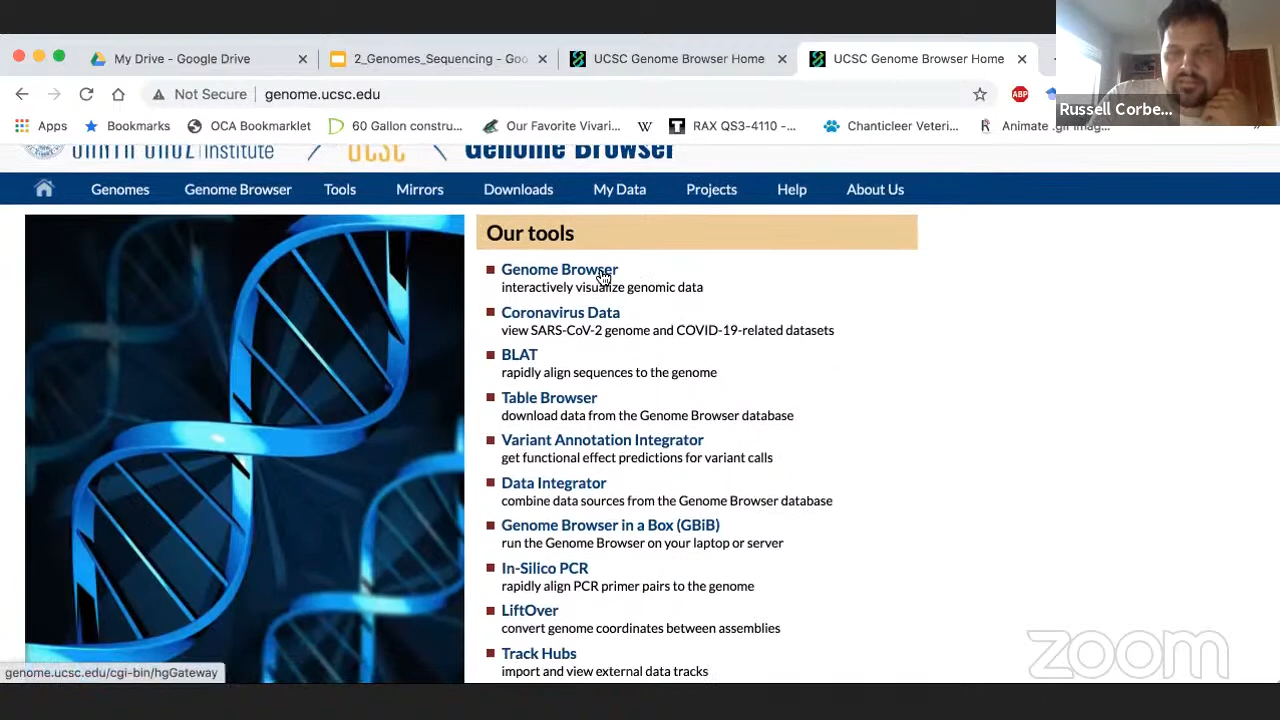 My Drive - Google Drive
2_Genomes_Sequencing - Goo
UCSC Genome Browser Home
UCSC Genome Browser Home
Not Secure
genome.ucsc.edu
ABP
Russell Corbe...
Apps
Bookmarks
OCA Bookmarklet
60 Gallon constru...
Our Favorite Vivari...
W
RAX QS3-4110 -...
Chanticleer Veteri...
Animate .gif imag...
SANTA CRUZ Institute
UCSC
Genome Browser
Genomes
Genome Browser
Tools
Mirrors
Downloads
My Data
Projects
Help
About Us
Our tools
Genome Browser
interactively visualize genomic data
Coronavirus Data
view SARS-CoV-2 genome and COVID-19-related datasets
BLAT
rapidly align sequences to the genome
Table Browser
download data from the Genome Browser database
Variant Annotation Integrator
get functional effect predictions for variant calls
Data Integrator
combine data sources from the Genome Browser database
Genome Browser in a Box (GBiB)
run the Genome Browser on your laptop or server
In-Silico PCR
rapidly align PCR primer pairs to the genome
LiftOver
convert genome coordinates between assemblies
Track Hubs
import and view external data tracks
genome.ucsc.edu/cgi-bin/hgGateway
zoom